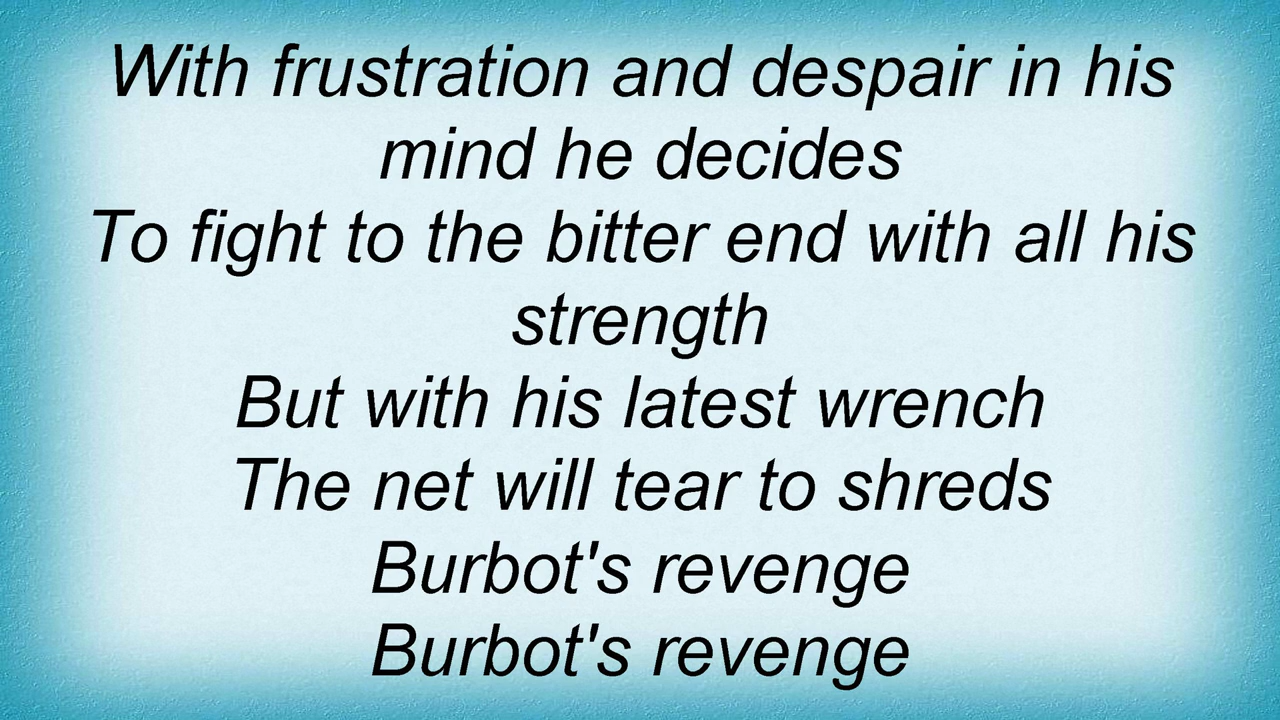 With frustration and despair in his
mind he decides
To fight to the bitter end with all his
strength
But with his latest wrench
The net will tear to shreds
Burbot's revenge
Burbot's revenge